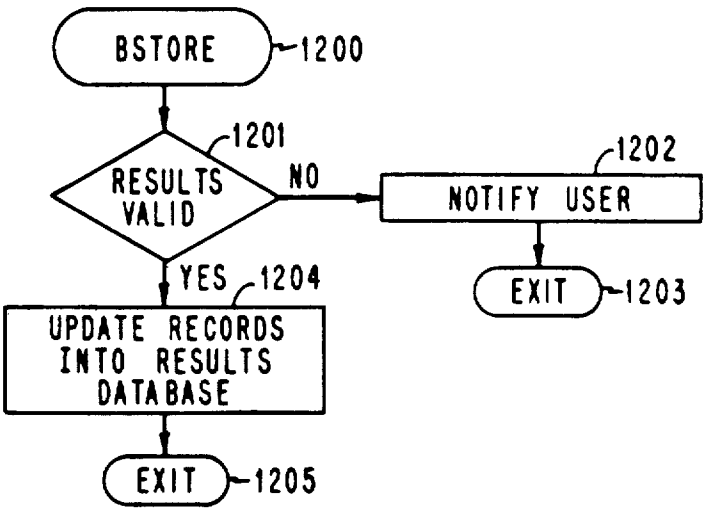 BSTORE
1200
1201
RESULTS
VALID
NO
1202
NOTIFY USER
EXIT
1203
YES
1204
UPDATE RECORDS
INTO RESULTS
DATABASE
EXIT
1205